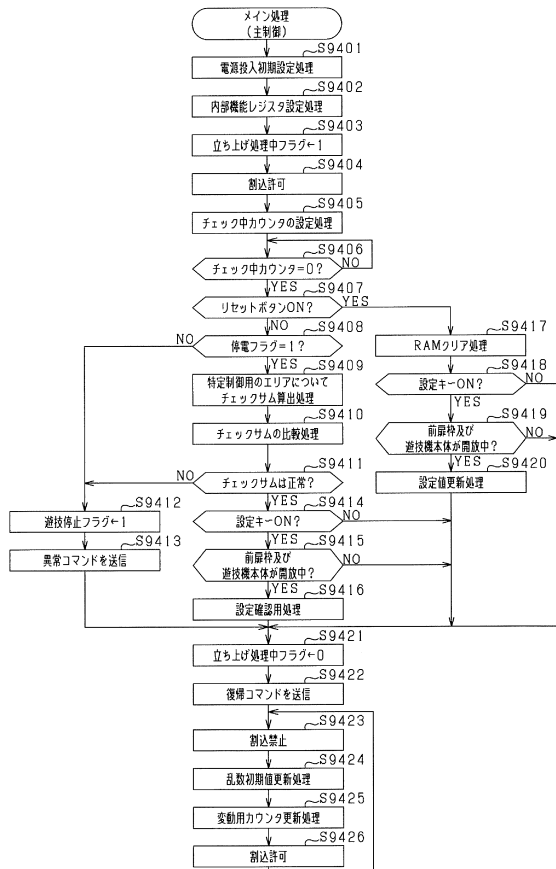 メイン処理
(主制御)
S9401
電源投入初期設定処理
S9402
内部機能レジスタ設定処理
S9403
立ち上げ処理中フラグ←1
S9404
割込許可
S9405
チェック中カウンタの設定処理
S9406
チェック中カウンタ=0?
NO
YES
S9407
リセットボタンON?
YES
NO
S9408
停電フラグ=1?
NO
YES
S9409
特定制御用のエリアについて
チェックサム算出処理
S9410
チェックサムの比較処理
S9411
チェックサムは正常?
NO
YES
S9412
遊技停止フラグ←1
S9413
異常コマンドを送信
S9414
設定キーON?
NO
YES
S9415
前扉枠及び
遊技機本体が開放中?
NO
YES
S9416
設定確認用処理
S9417
RAMクリア処理
S9418
設定キーON?
NO
YES
S9419
前扉枠及び
遊技機本体が開放中?
NO
YES
S9420
設定値更新処理
S9421
立ち上げ処理中フラグ←0
S9422
復帰コマンドを送信
S9423
割込禁止
S9424
乱数初期値更新処理
S9425
変動用カウンタ更新処理
S9426
割込許可